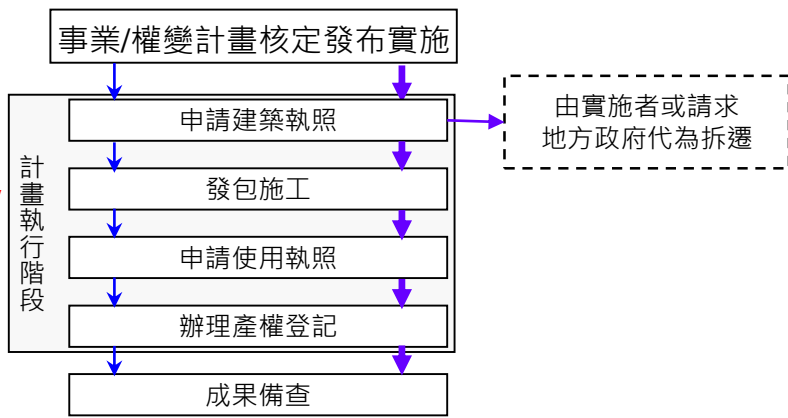 事業/權變計畫核定發布實施
申請建築執照
由實施者或請求
地方政府代為拆遷
計畫執行階段
發包施工
申請使用執照
辦理產權登記
成果備查